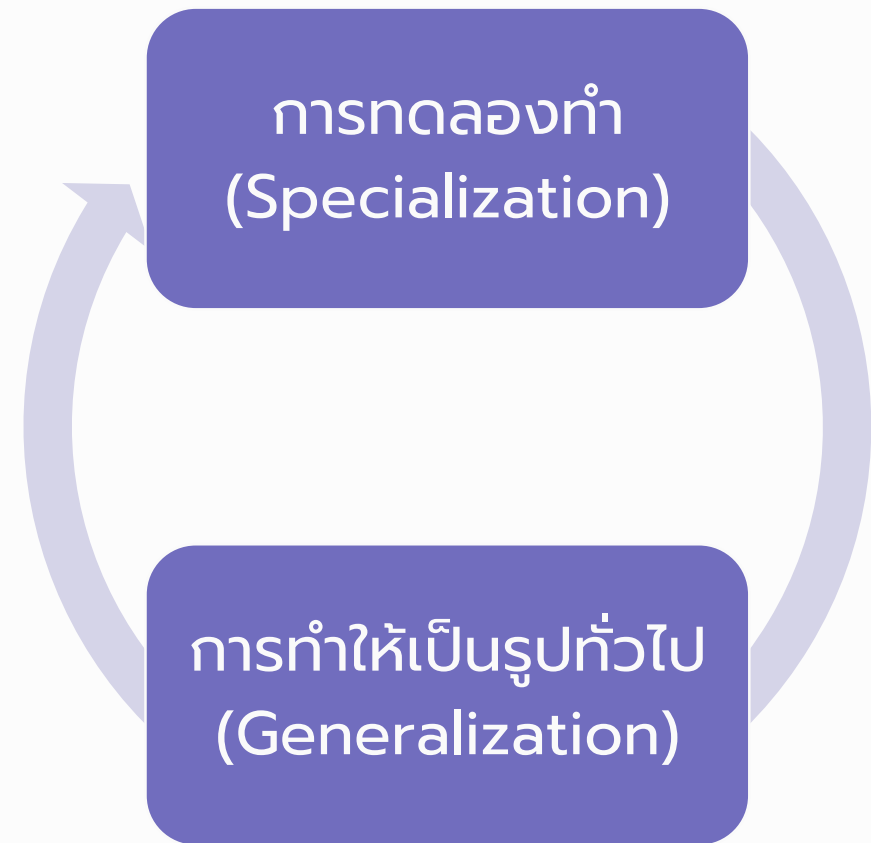 การทดลองทำ
(Specialization)
การทำให้เป็นรูปทั่วไป
(Generalization)